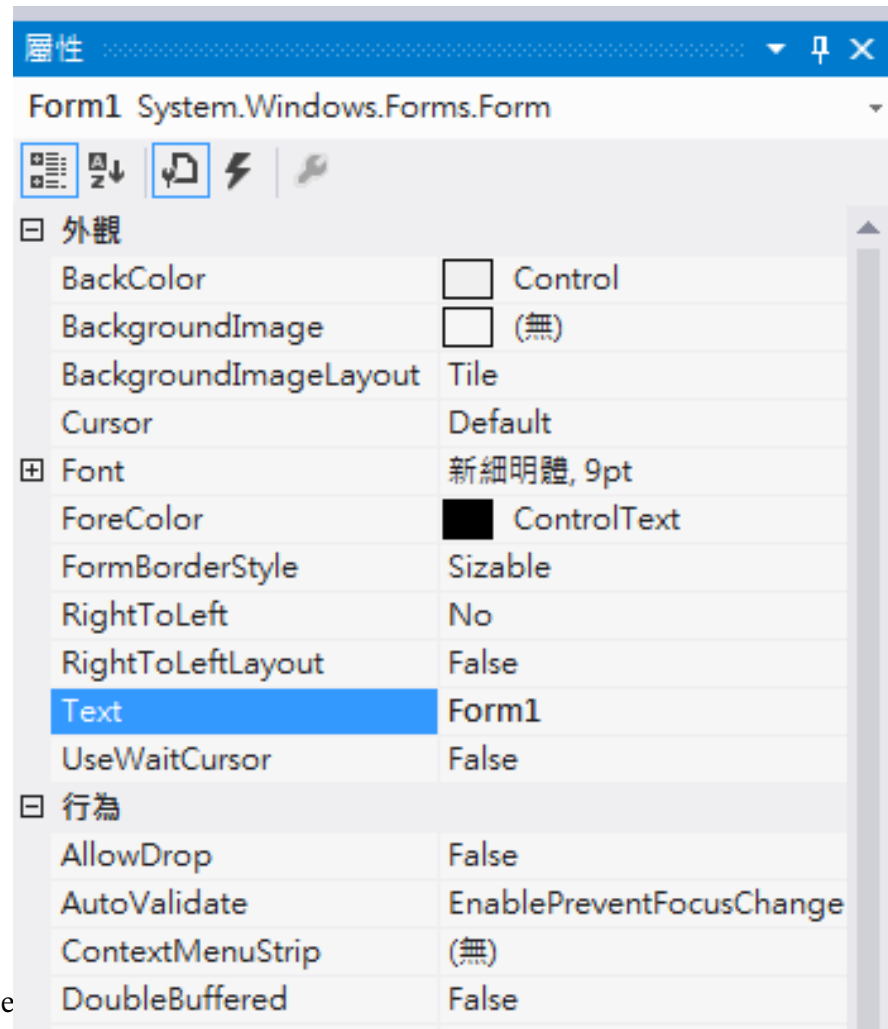 屬性
Form1 System.Windows.Forms.Form
外觀
BackColor Control
BackgroundImage (無)
BackgroundImageLayout Tile
Cursor Default
Font 新細明體, 9pt
ForeColor ControlText
FormBorderStyle Sizable
RightToLeft No
RightToLeftLayout False
Text Form1
UseWaitCursor False
行為
AllowDrop False
AutoValidate EnablePreventFocusChange
ContextMenuStrip (無)
e DoubleBuffered False